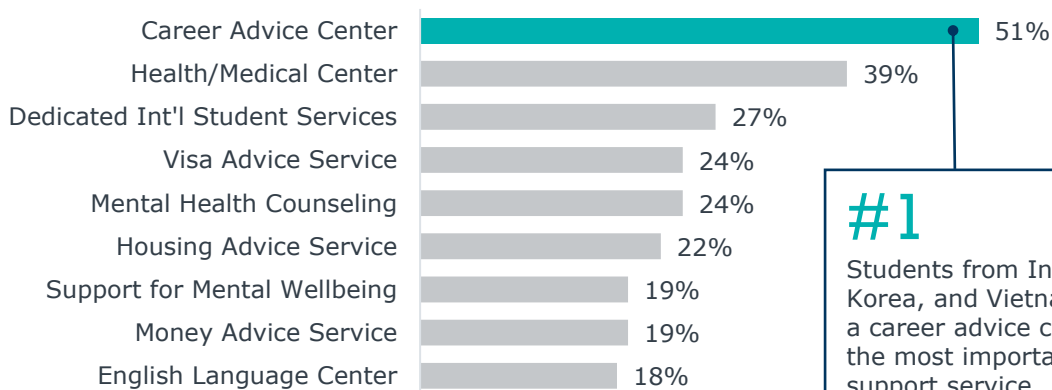 Career Advice Center 51%
Health/Medical Center 39%
Dedicated Int'l Student Services 27%
Visa Advice Service 24%
Mental Health Counseling 24%
Housing Advice Service 22%
Support for Mental Wellbeing 19%
Money Advice Service 19%
English Language Center 18%
#1
Students from
Korea, and
a career advice
the most
support service